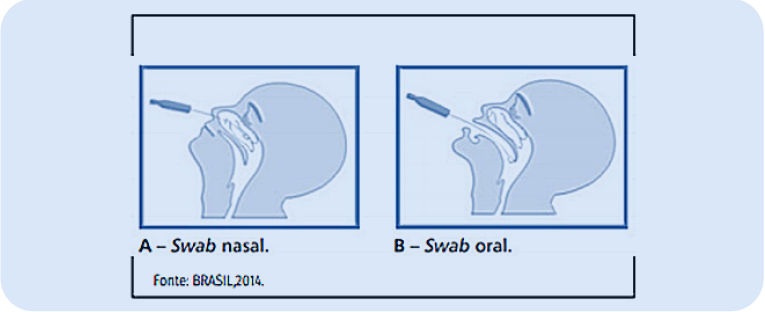 A – Swab nasal.
B – Swab oral.
Fonte: BRASIL,2014.